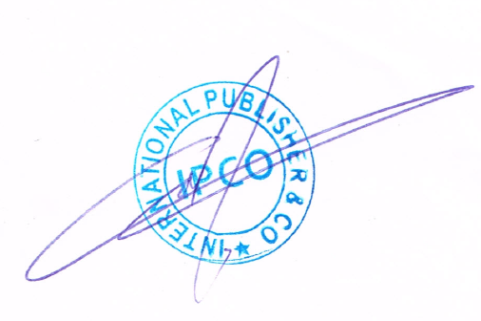 INTERNATIONAL PUBLISHER & CO ★
IPCO